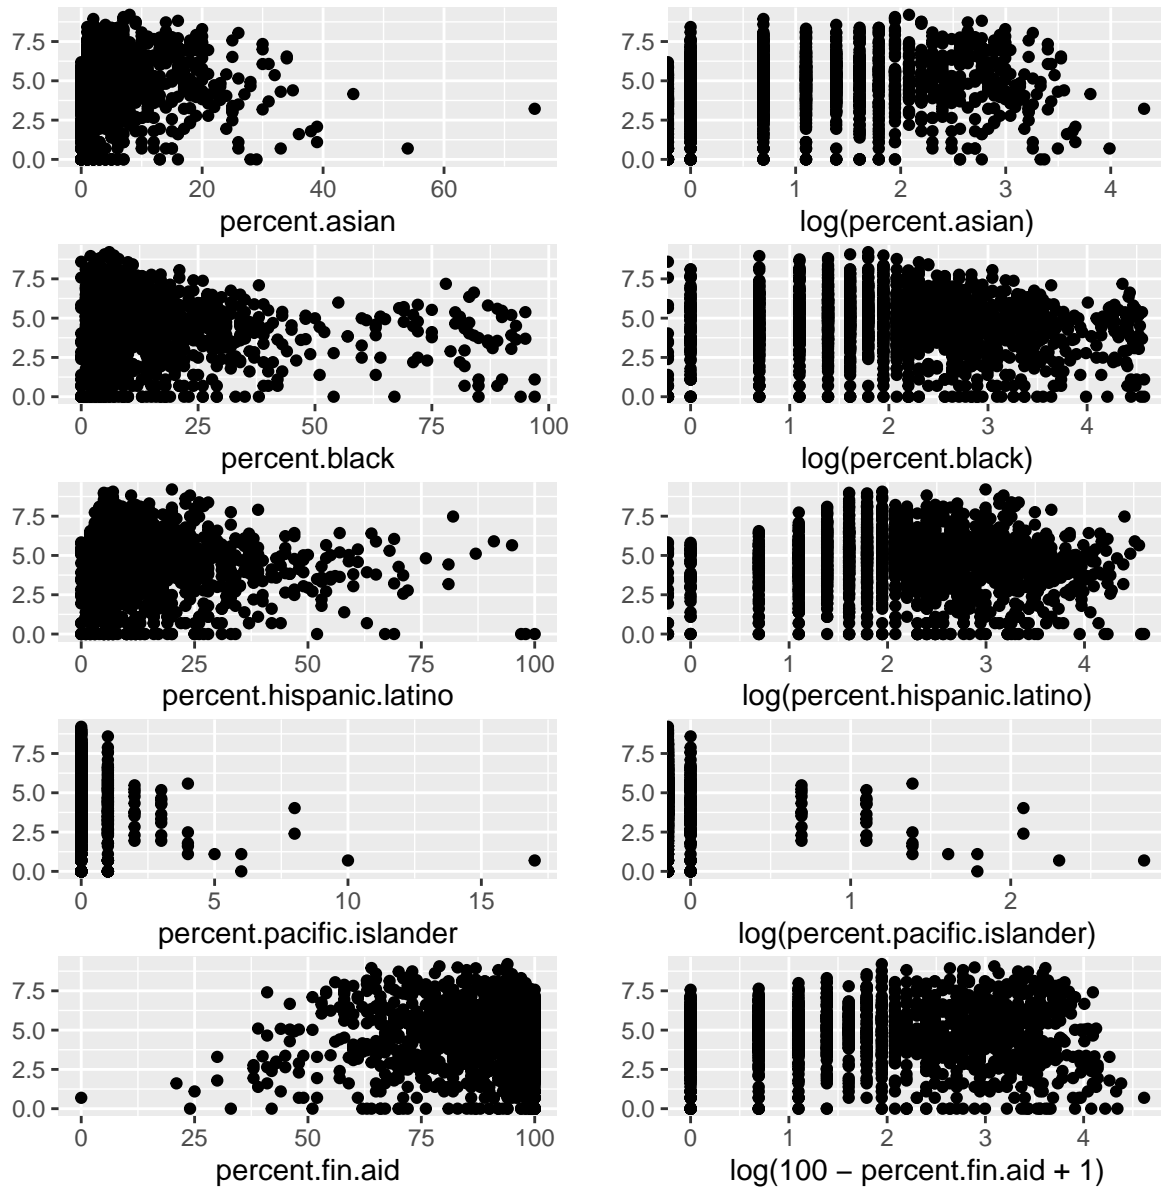 7.5 7.5
5.0 5.0
2.5 2.5
0.0 0.0
0 20 40 60 0 1 2 3 4
percent.asian log(percent.asian)
7.5 7.5
5.0 5.0
2.5 2.5
0.0 0.0
0 25 50 75 100 0 1 2 3 4
percent.black log(percent.black)
7.5 7.5
5.0 5.0
2.5 2.5
0.0 0.0
0 25 50 75 100 0 1 2 3 4
percent.hispanic.latino log(percent.hispanic.latino)
7.5 7.5
5.0 5.0
2.5 2.5
0.0 0.0
0 5 10 15 0 1 2
percent.pacific.islander log(percent.pacific.islander)
7.5 7.5
5.0 5.0
2.5 2.5
0.0 0.0
0 25 50 75 100 0 1 2 3 4
percent.fin.aid log(100 − percent.fin.aid + 1)